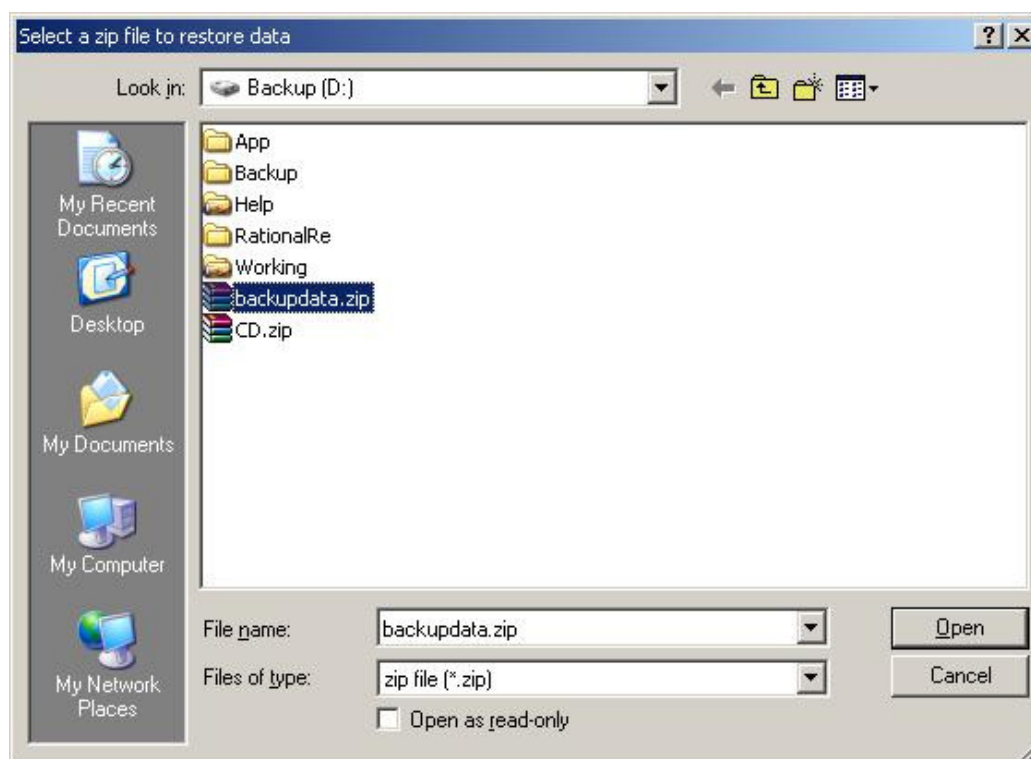 Select a zip file to restore data
Look in: Backup (D:)
My Recent
Documents
Desktop
My Documents
My Computer
My Network
Places
App
Backup
Help
RationalRe
Working
backupdata.zip
CD.zip
File name: backupdata.zip Open
Files of type: zip file (*.zip) Cancel
Open as read-only